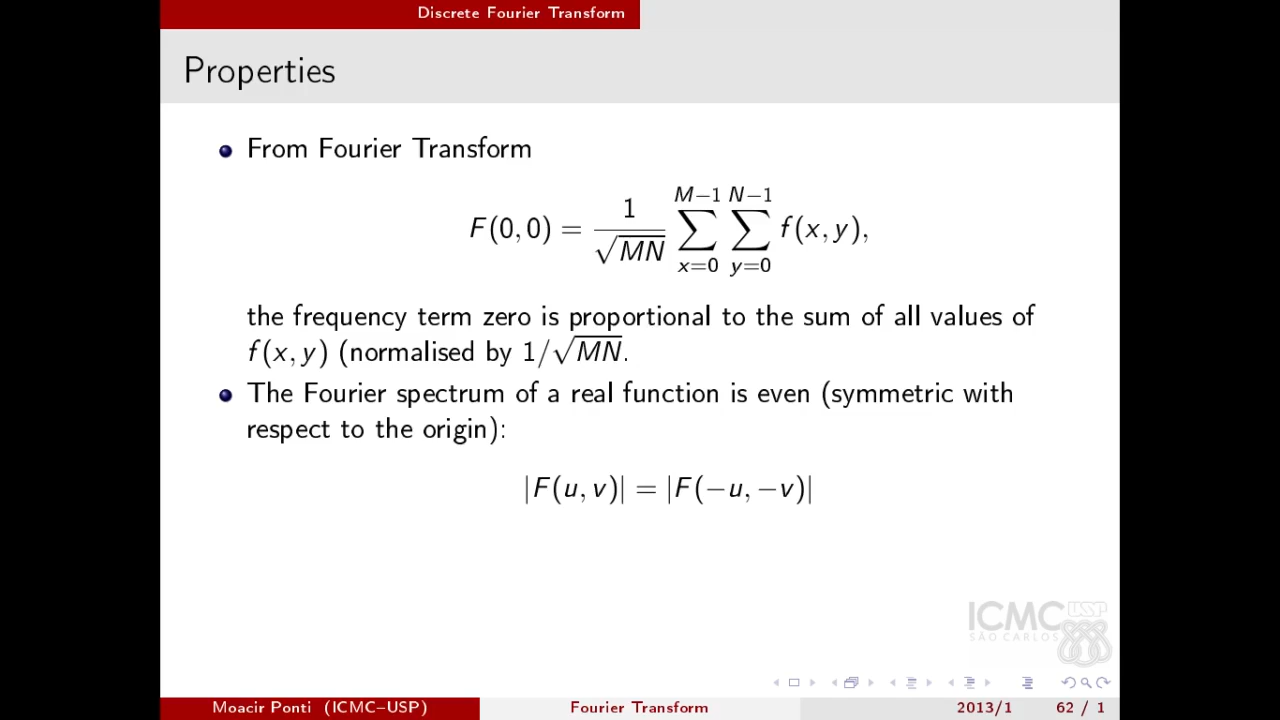 Discrete Fourier Transform
Properties
From Fourier Transform
F(0, 0) = 1/√MN ∑_{x=0}^{M−1} ∑_{y=0}^{N−1} f(x, y),
the frequency term zero is proportional to the sum of all values of
f(x, y) (normalised by 1/√MN.
The Fourier spectrum of a real function is even (symmetric with
respect to the origin):
|F(u, v)| = |F(−u, −v)|
ICMC USP
SÃO CARLOS
Moacir Ponti (ICMC–USP) Fourier Transform 2013/1 62 / 1